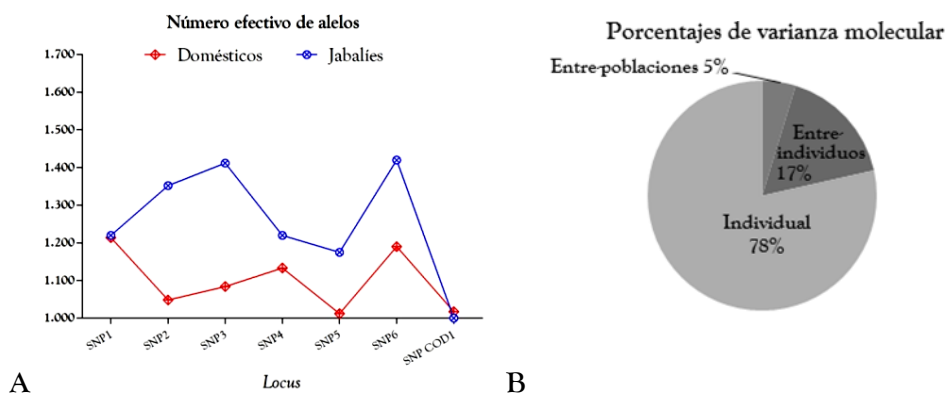 Número efectivo de alelos
Domésticos Jabalíes
1.700
1.600
1.500
1.400
1.300
1.200
1.100
1.000
SNP1 SNP2 SNP3 SNP4 SNP5 SNP6 SNP COD1
Locus
A
Porcentajes de varianza molecular
Entre-poblaciones 5%
Entre-
individuos
17%
Individual
78%
B